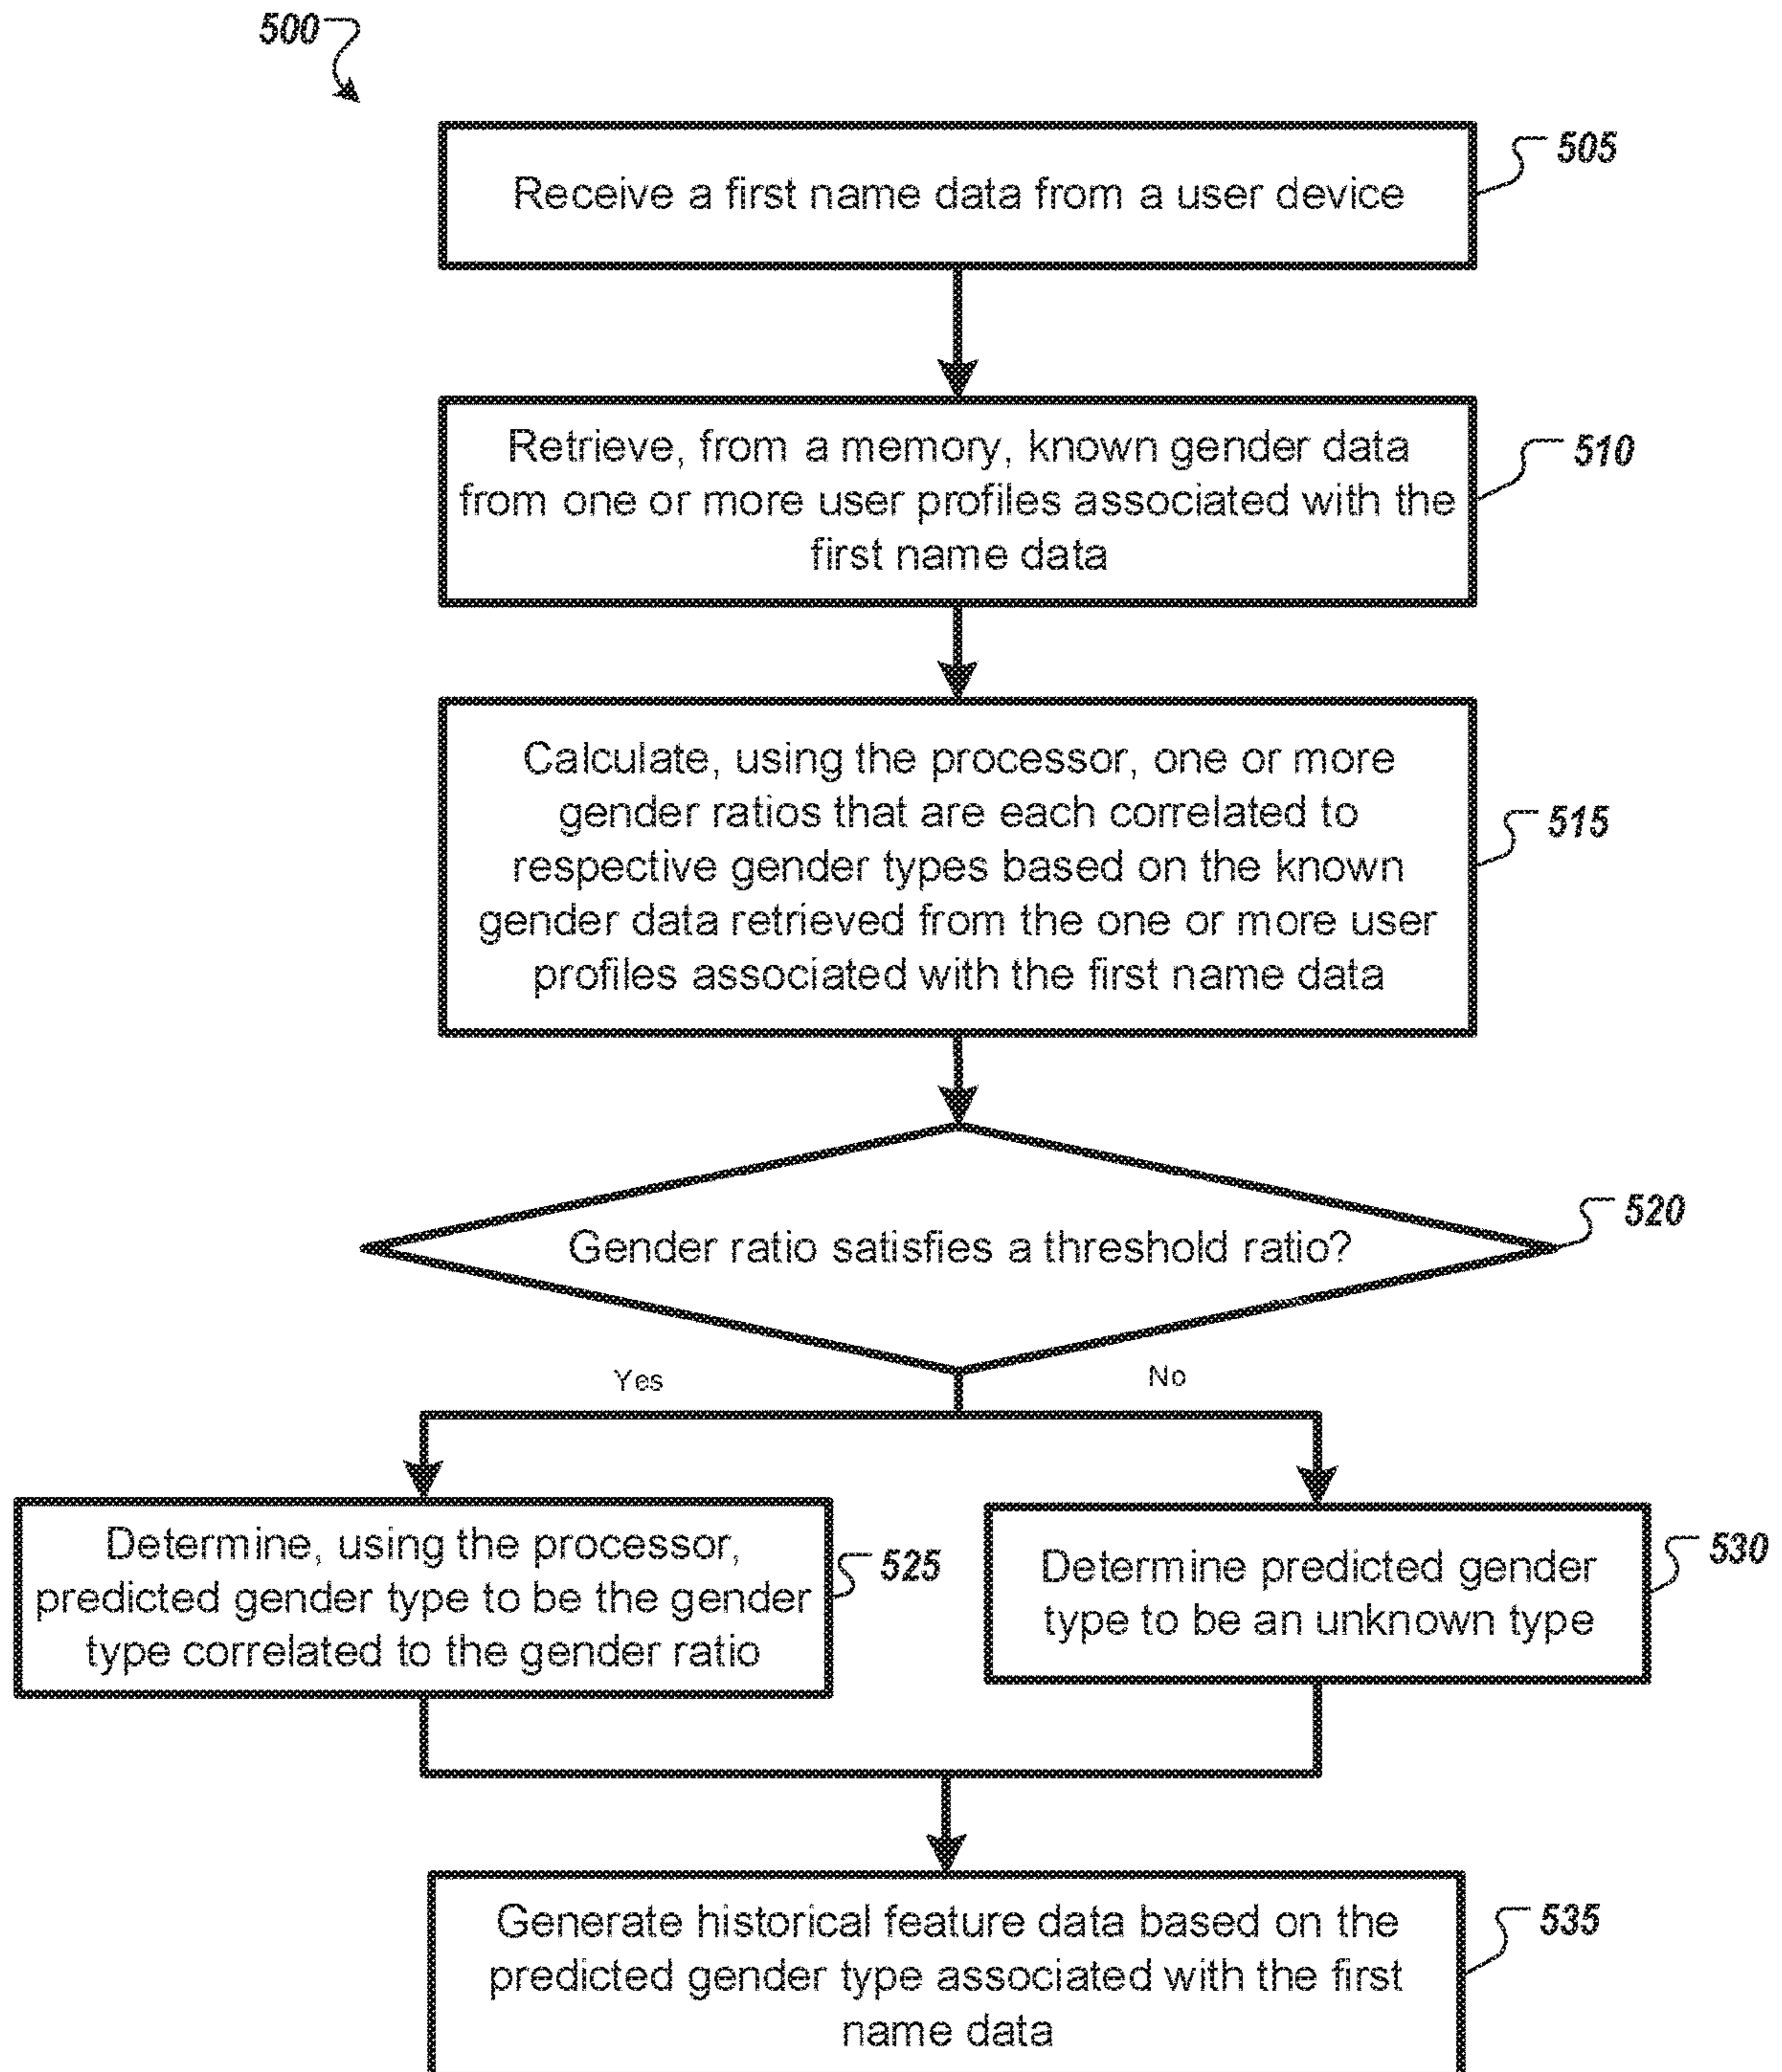 500
Receive a first name data from a user device
505
Retrieve, from a memory, known gender data
from one or more user profiles associated with the
first name data
510
Calculate, using the processor, one or more
gender ratios that are each correlated to
respective gender types based on the known
gender data retrieved from the one or more user
profiles associated with the first name data
515
Gender ratio satisfies a threshold ratio?
520
Yes
No
Determine, using the processor,
predicted gender type to be the gender
type correlated to the gender ratio
525
Determine predicted gender
type to be an unknown type
530
Generate historical feature data based on the
predicted gender type associated with the first
name data
535